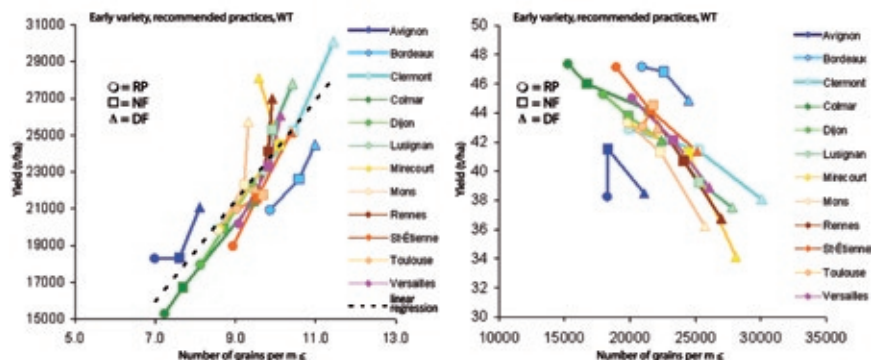 Early variety, recommended practices, WT
Yield (t/ha)
31000
29000
27000
25000
23000
21000
19000
17000
15000
= RP
= NF
= DF
5.0
7.0
9.0
11.0
13.0
Number of grains per m ≤
Avignon
Bordeaux
Clermont
Colmar
Dijon
Lusignan
Mirecourt
Mons
Rennes
St-Étienne
Toulouse
Versailles
linear
regression
Early variety, recommended practices, WT
Yield (t/ha)
50
48
46
44
42
40
38
36
34
32
30
= RP
= NF
= DF
10000
15000
20000
25000
30000
35000
Number of grains per m ≤
Avignon
Bordeaux
Clermont
Colmar
Dijon
Lusignan
Mirecourt
Mons
Rennes
St-Étienne
Toulouse
Versailles